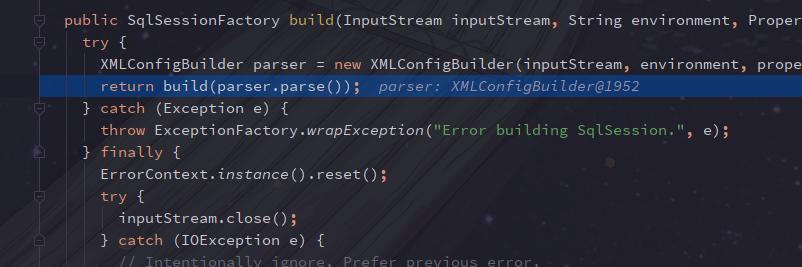 public SqlSessionFactory build(InputStream inputStream, String environment, Proper
try {
XMLConfigBuilder parser = new XMLConfigBuilder(inputStream, environment, prope
return build(parser.parse()); parser: XMLConfigBuilder@1952
} catch (Exception e) {
throw ExceptionFactory.wrapException("Error building SqlSession.", e);
} finally {
ErrorContext.instance().reset();
try {
inputStream.close();
} catch (IOException e) {
// Intentionally ignore. Prefer previous error.